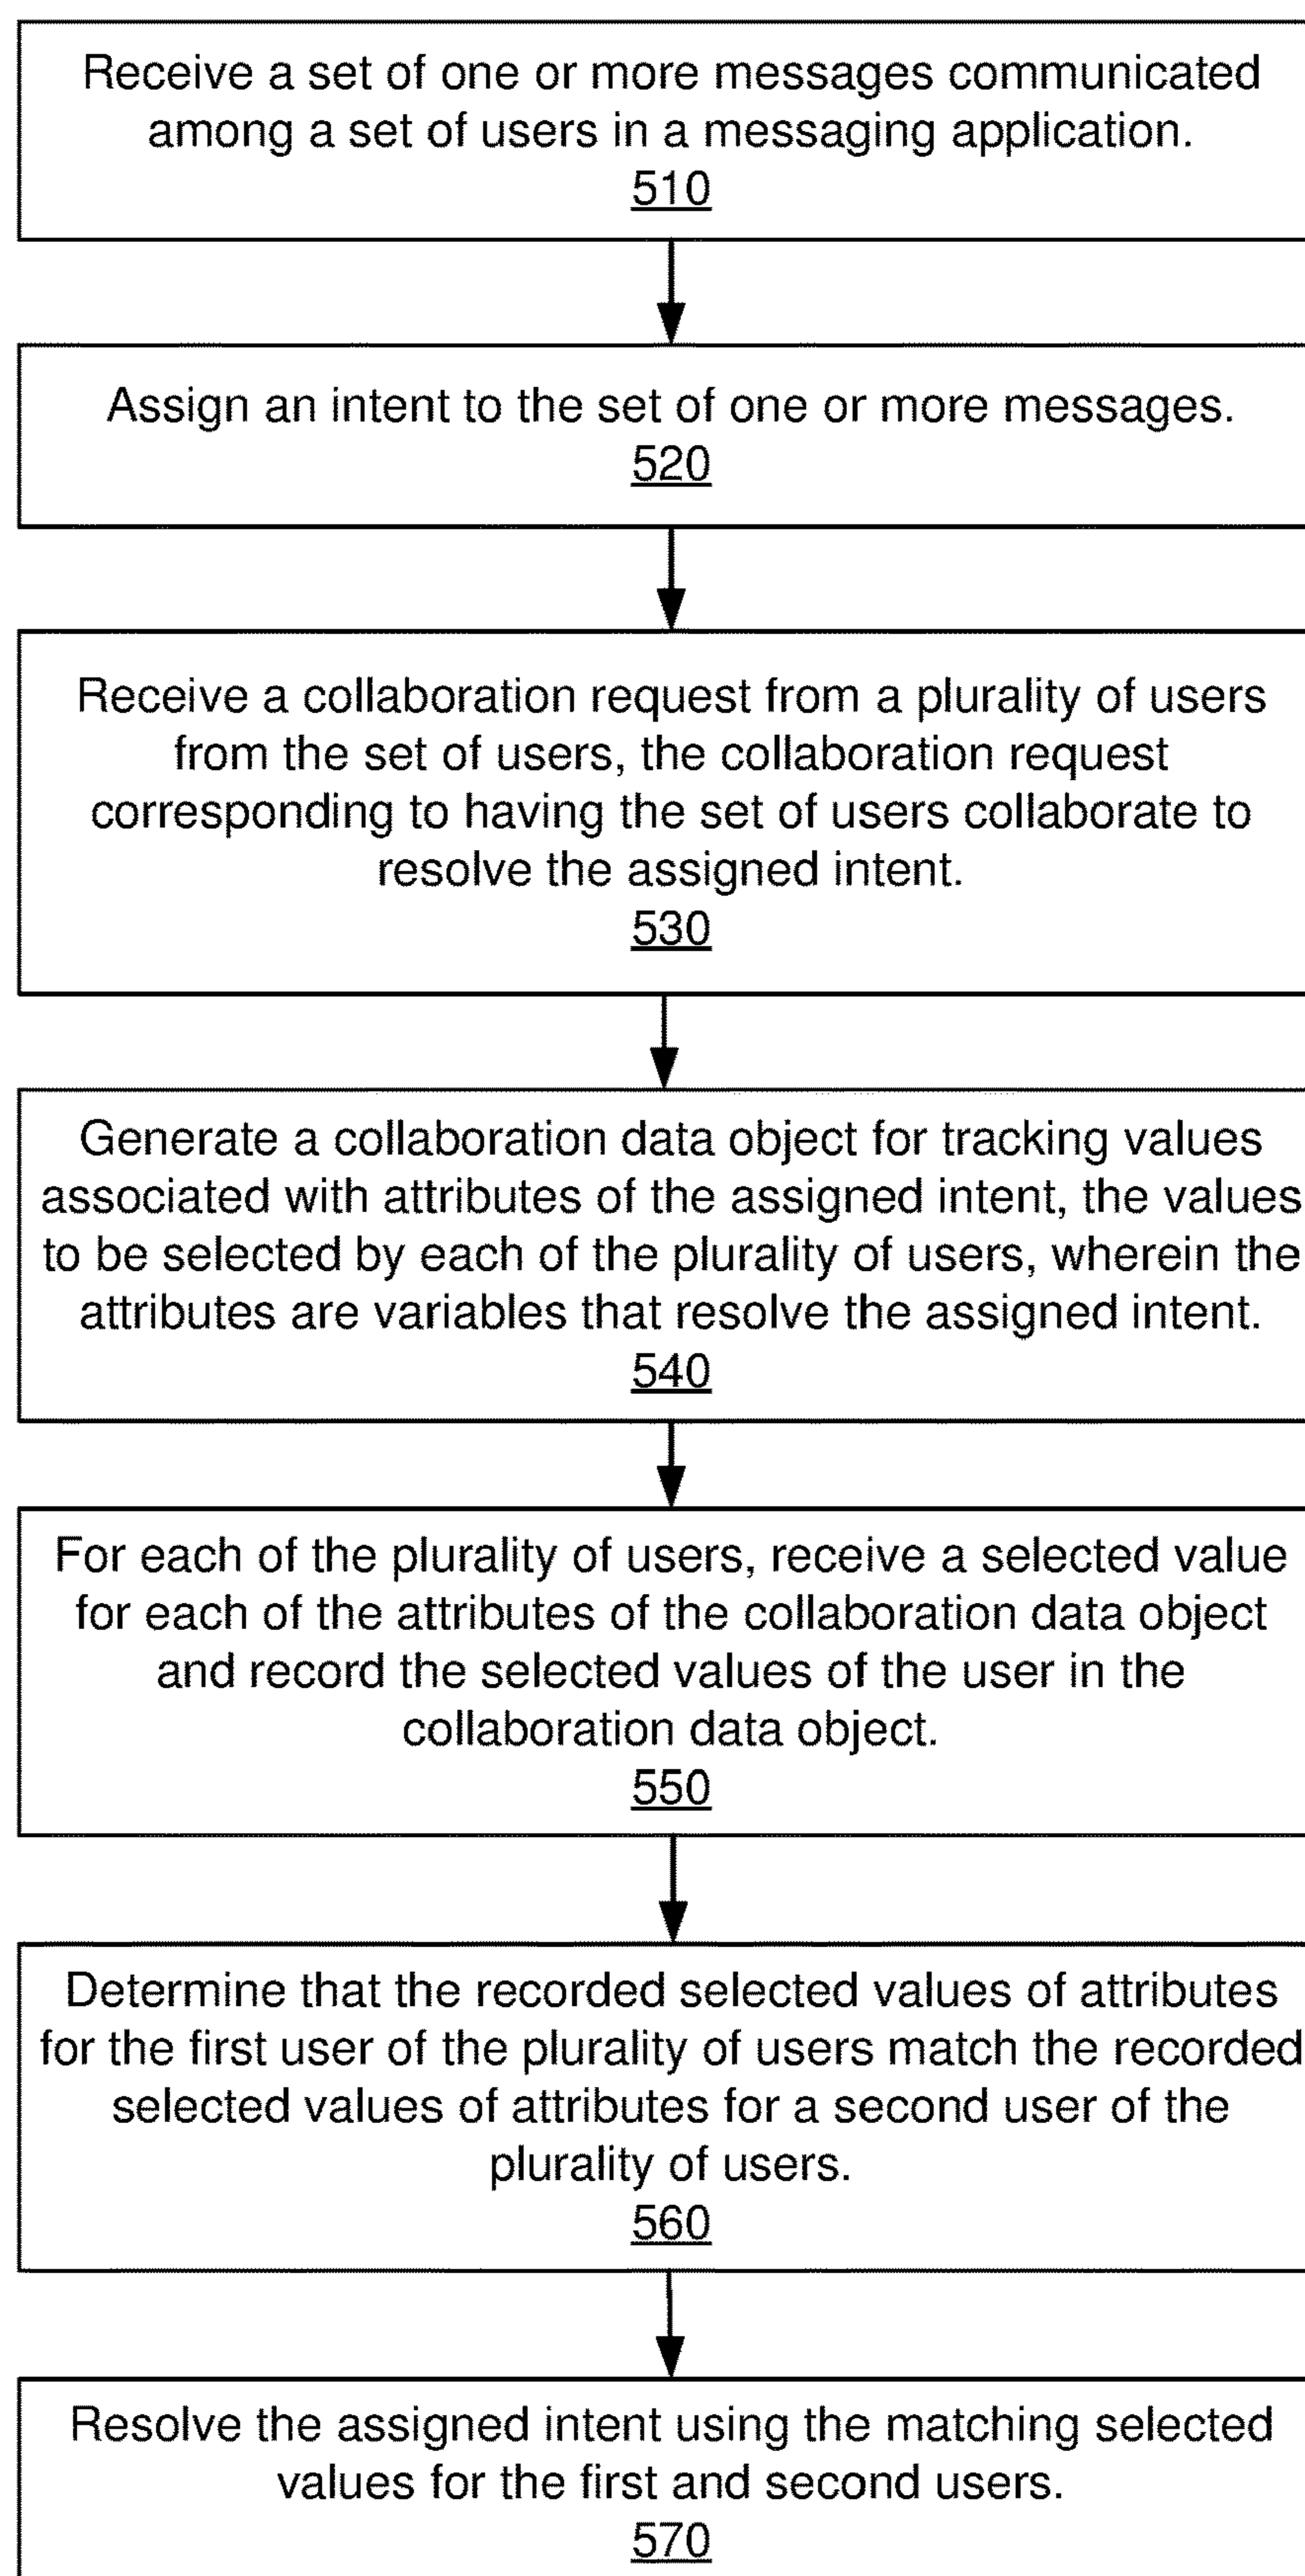 Receive a set of one or more messages communicated
among a set of users in a messaging application.
510
Assign an intent to the set of one or more messages.
520
Receive a collaboration request from a plurality of users
from the set of users, the collaboration request
corresponding to having the set of users collaborate to
resolve the assigned intent.
530
Generate a collaboration data object for tracking values
associated with attributes of the assigned intent, the values
to be selected by each of the plurality of users, wherein the
attributes are variables that resolve the assigned intent.
540
For each of the plurality of users, receive a selected value
for each of the attributes of the collaboration data object
and record the selected values of the user in the
collaboration data object.
550
Determine that the recorded selected values of attributes
for the first user of the plurality of users match the recorded
selected values of attributes for a second user of the
plurality of users.
560
Resolve the assigned intent using the matching selected
values for the first and second users.
570